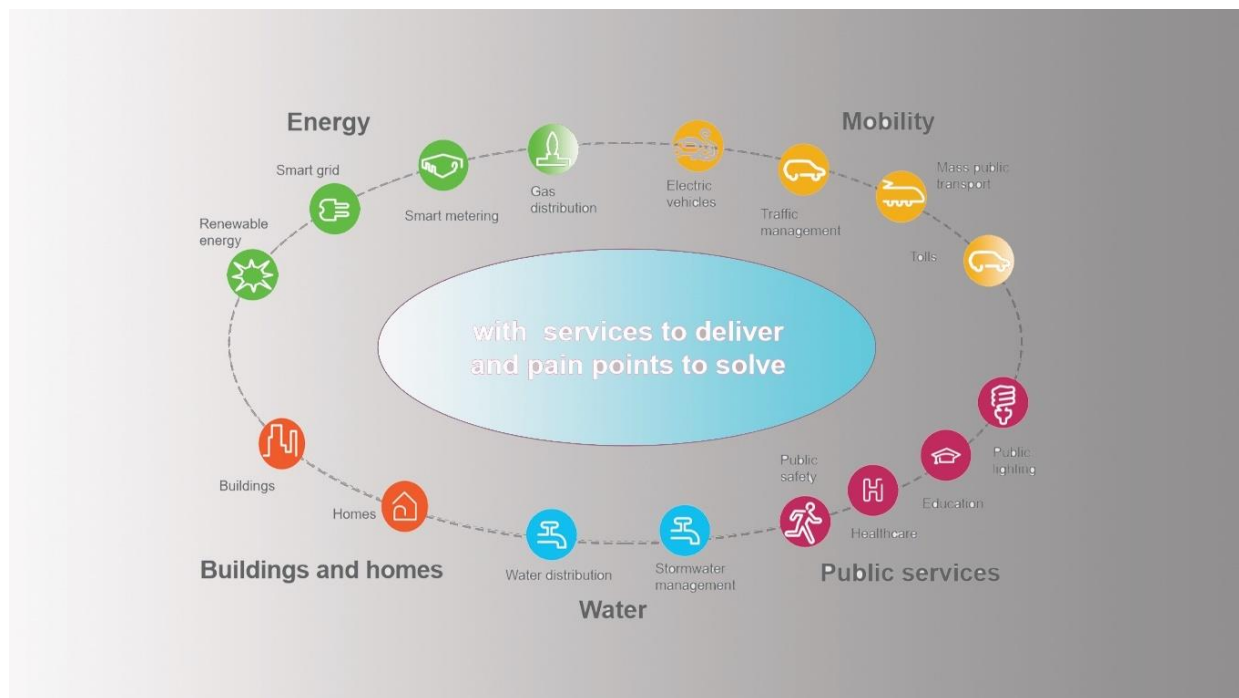 Energy
Mobility
Smart grid
Mass public
transport
Smart metering
Gas
distribution
Electric
vehicles
Traffic
management
Renewable
energy
Tolls
with services to deliver
and pain points to solve
Public
safety
Public
lighting
Buildings
Homes
Education
Healthcare
Water distribution
Stormwater
management
Buildings and homes
Public services
Water